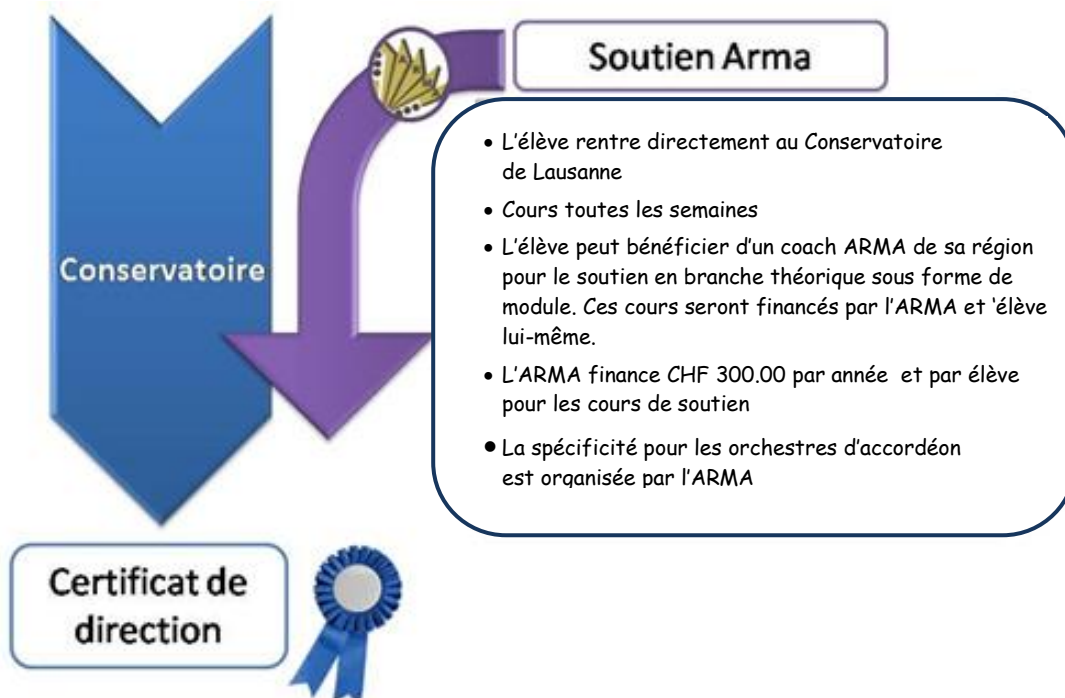 Soutien Arma
• L'élève rentre directement au Conservatoire
de Lausanne
• Cours toutes les semaines
• L'élève peut bénéficier d'un coach ARMA de sa région
pour le soutien en branche théorique sous forme de
module. Ces cours seront financés par l'ARMA et 'élève
lui-même.
• L'ARMA finance CHF 300.00 par année et par élève
pour les cours de soutien
• La spécificité pour les orchestres d'accordéon
est organisée par l'ARMA
Conservatoire
Certificat de
direction